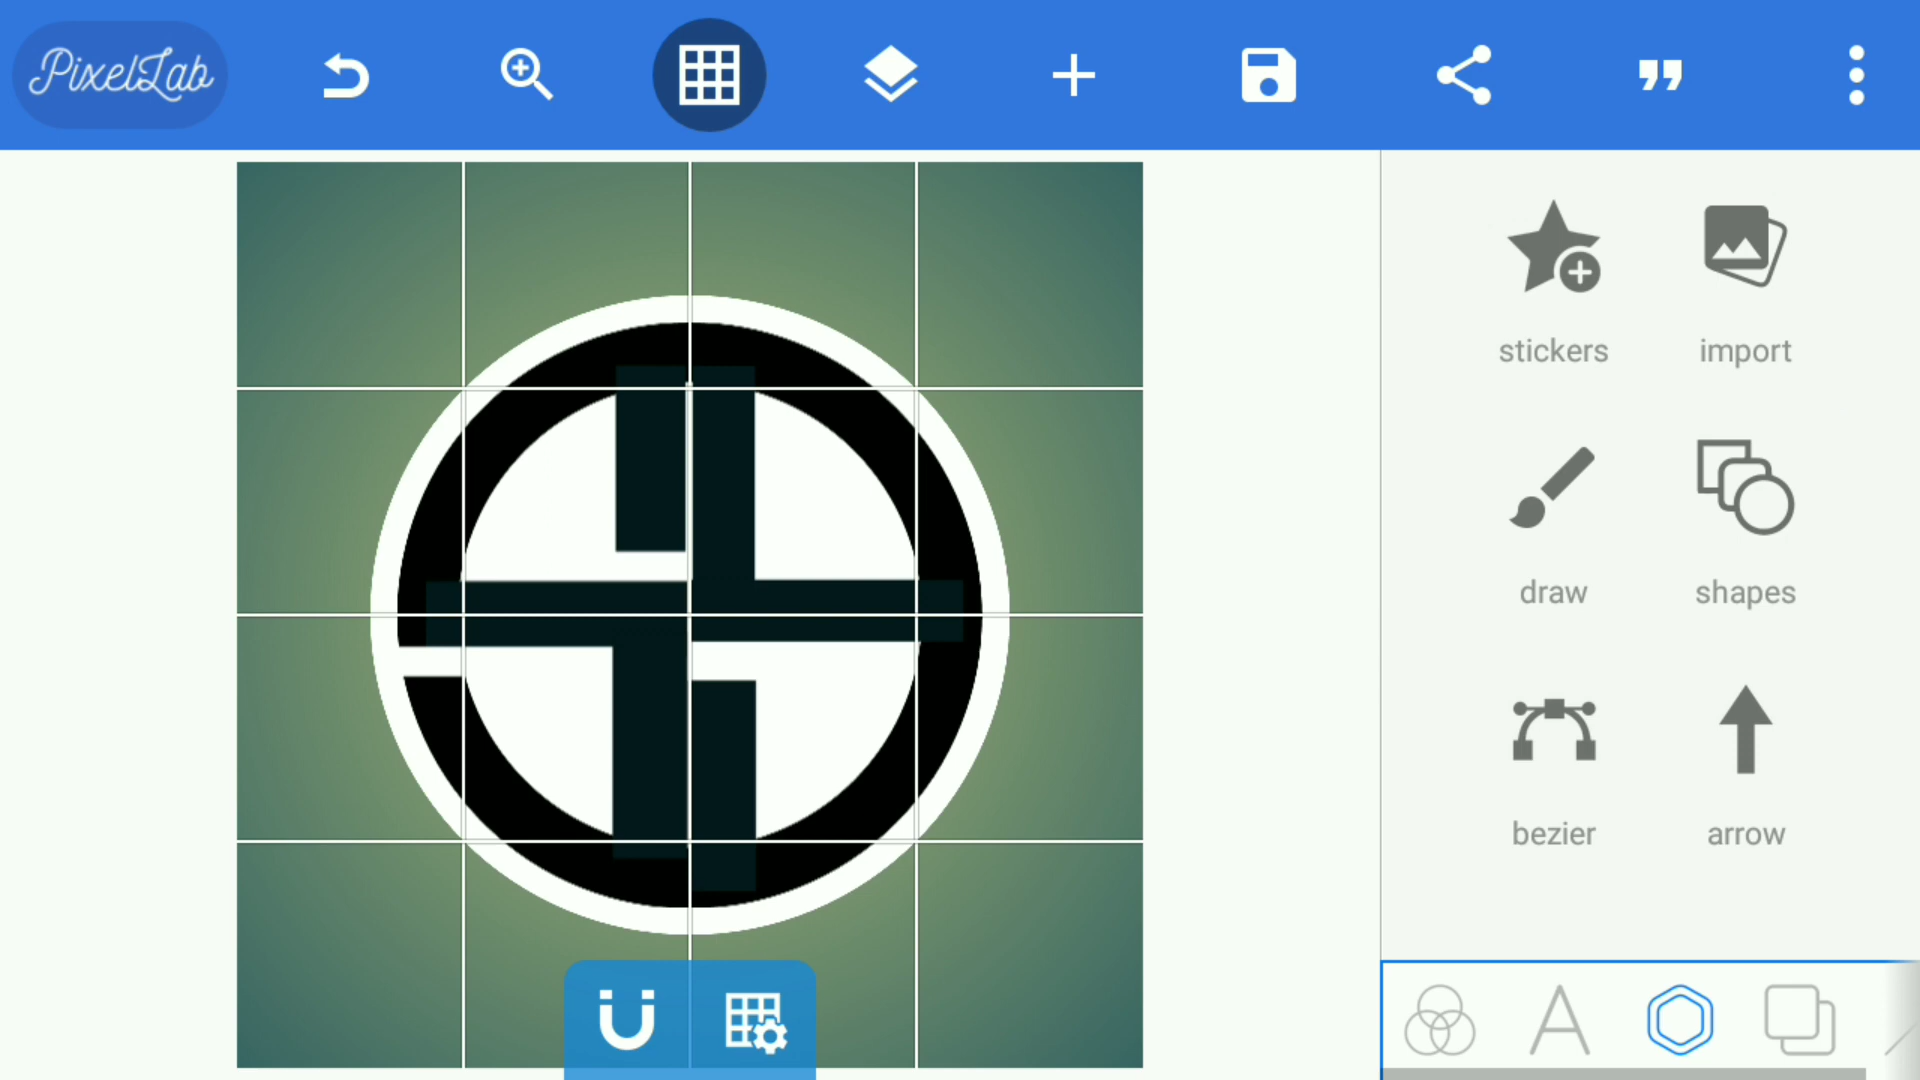 PixelLab
stickers
import
draw
shapes
bezier
arrow